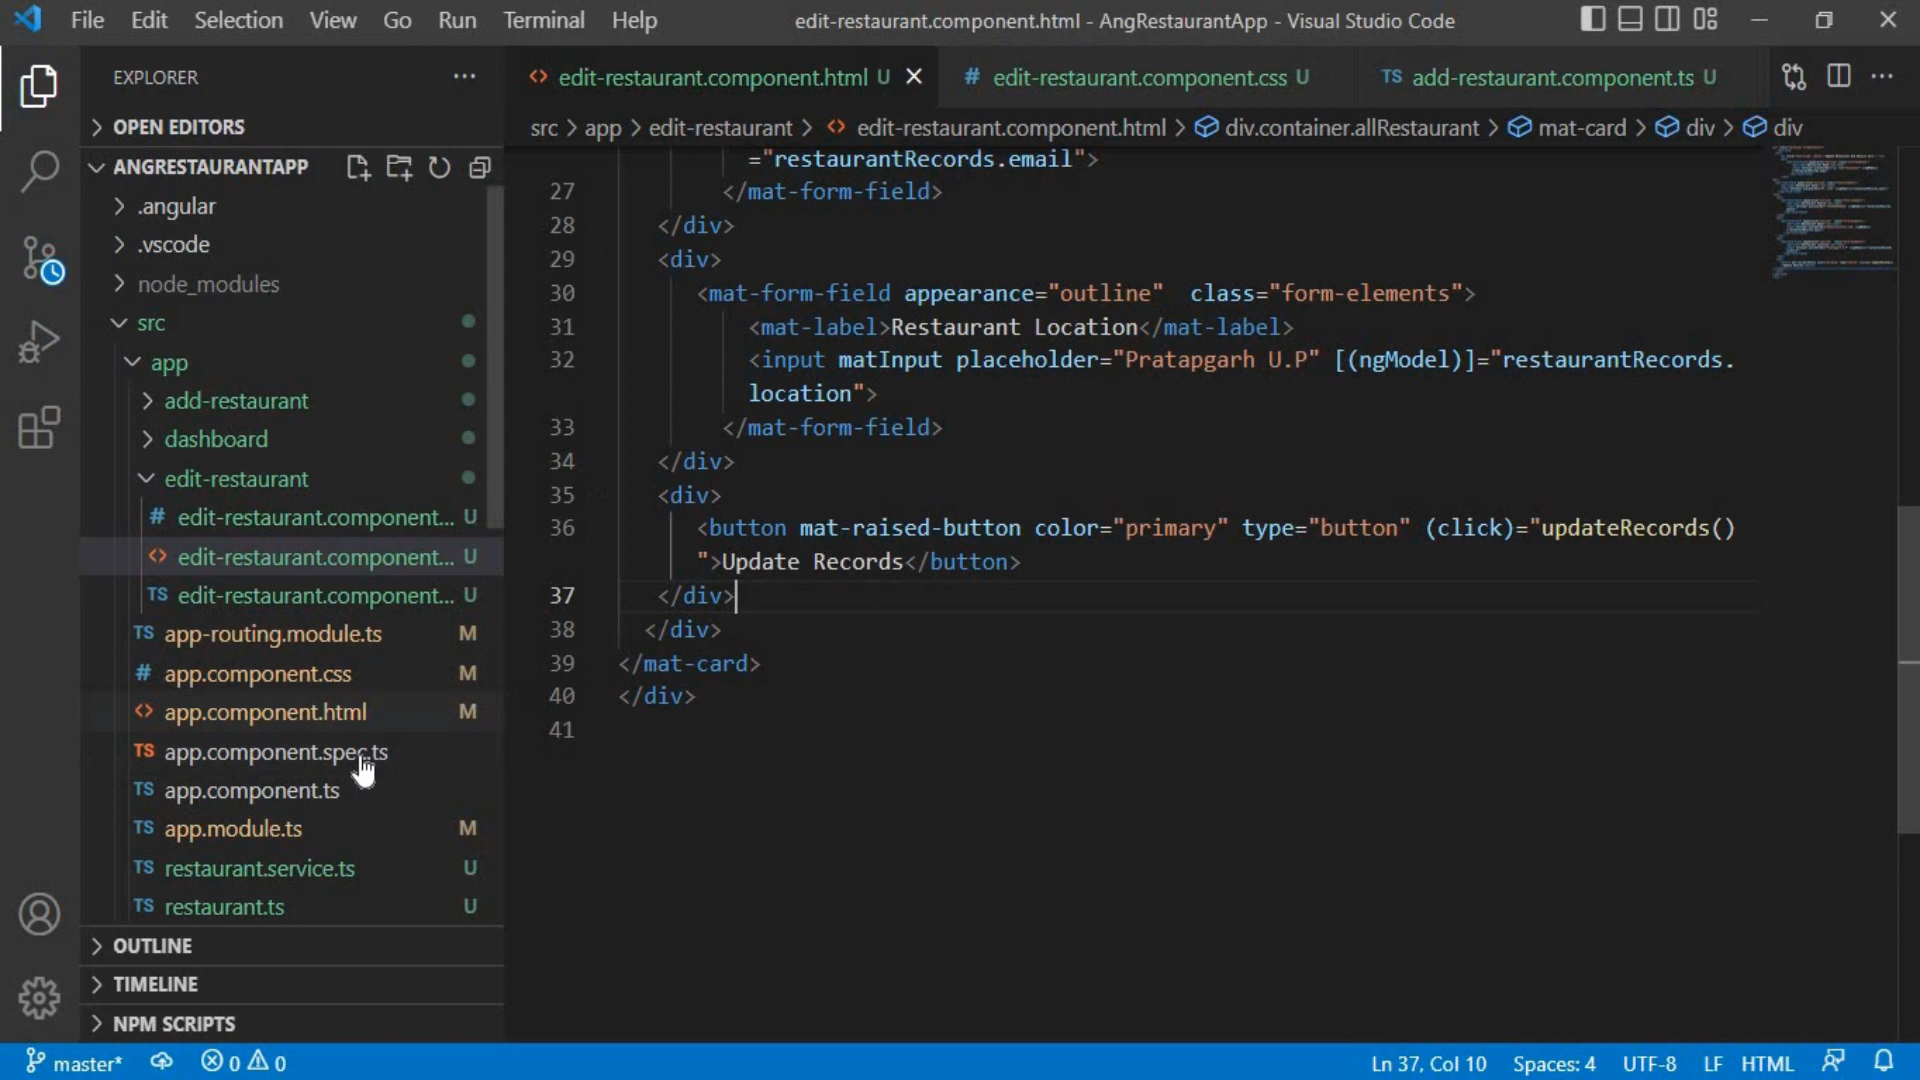 File Edit Selection View Go Run Terminal Help edit-restaurant.component.html - AngRestaurantApp - Visual Studio Code
EXPLORER
OPEN EDITORS
ANGRESTAURANTAPP
.angular
.vscode
node_modules
src
app
add-restaurant
dashboard
edit-restaurant
# edit-restaurant.component... U
<> edit-restaurant.component... U
TS edit-restaurant.component... U
TS app-routing.module.ts M
# app.component.css M
<> app.component.html M
TS app.component.spec.ts
TS app.component.ts
TS app.module.ts M
TS restaurant.service.ts U
TS restaurant.ts U
OUTLINE
TIMELINE
NPM SCRIPTS
<> edit-restaurant.component.html U # edit-restaurant.component.css U TS add-restaurant.component.ts U
src > app > edit-restaurant > <> edit-restaurant.component.html > div.container.allRestaurant > mat-card > div > div
="restaurantRecords.email">
27 </mat-form-field>
28 </div>
29 <div>
30 <mat-form-field appearance="outline"  class="form-elements">
31 <mat-label>Restaurant Location</mat-label>
32 <input matInput placeholder="Pratapgarh U.P" [(ngModel)]="restaurantRecords.
location">
33 </mat-form-field>
34 </div>
35 <div>
36 <button mat-raised-button color="primary" type="button" (click)="updateRecords()
">Update Records</button>
37 </div>
38 </div>
39 </mat-card>
40 </div>
41
master* 0 0 Ln 37, Col 10 Spaces: 4 UTF-8 LF HTML